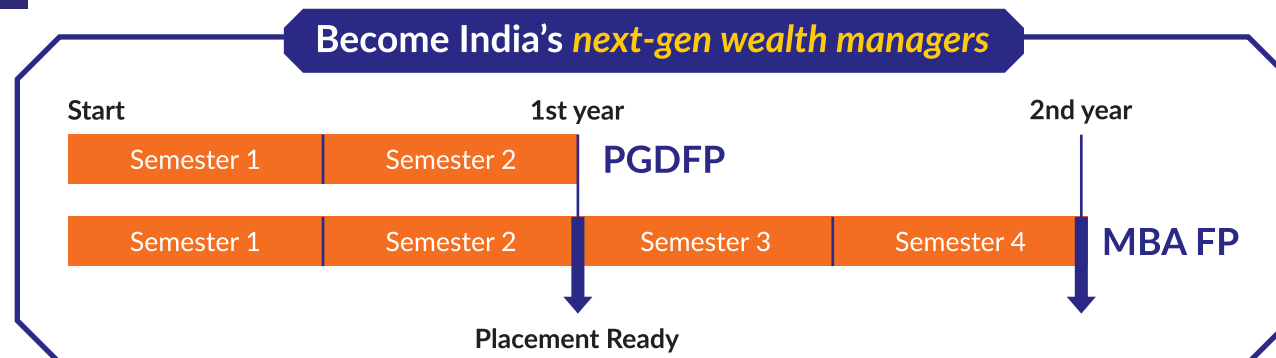 Become India's next-gen wealth managers
Start 1st year 2nd year
Semester 1 Semester 2 PGDFP
Semester 1 Semester 2 Semester 3 Semester 4 MBA FP
Placement Ready